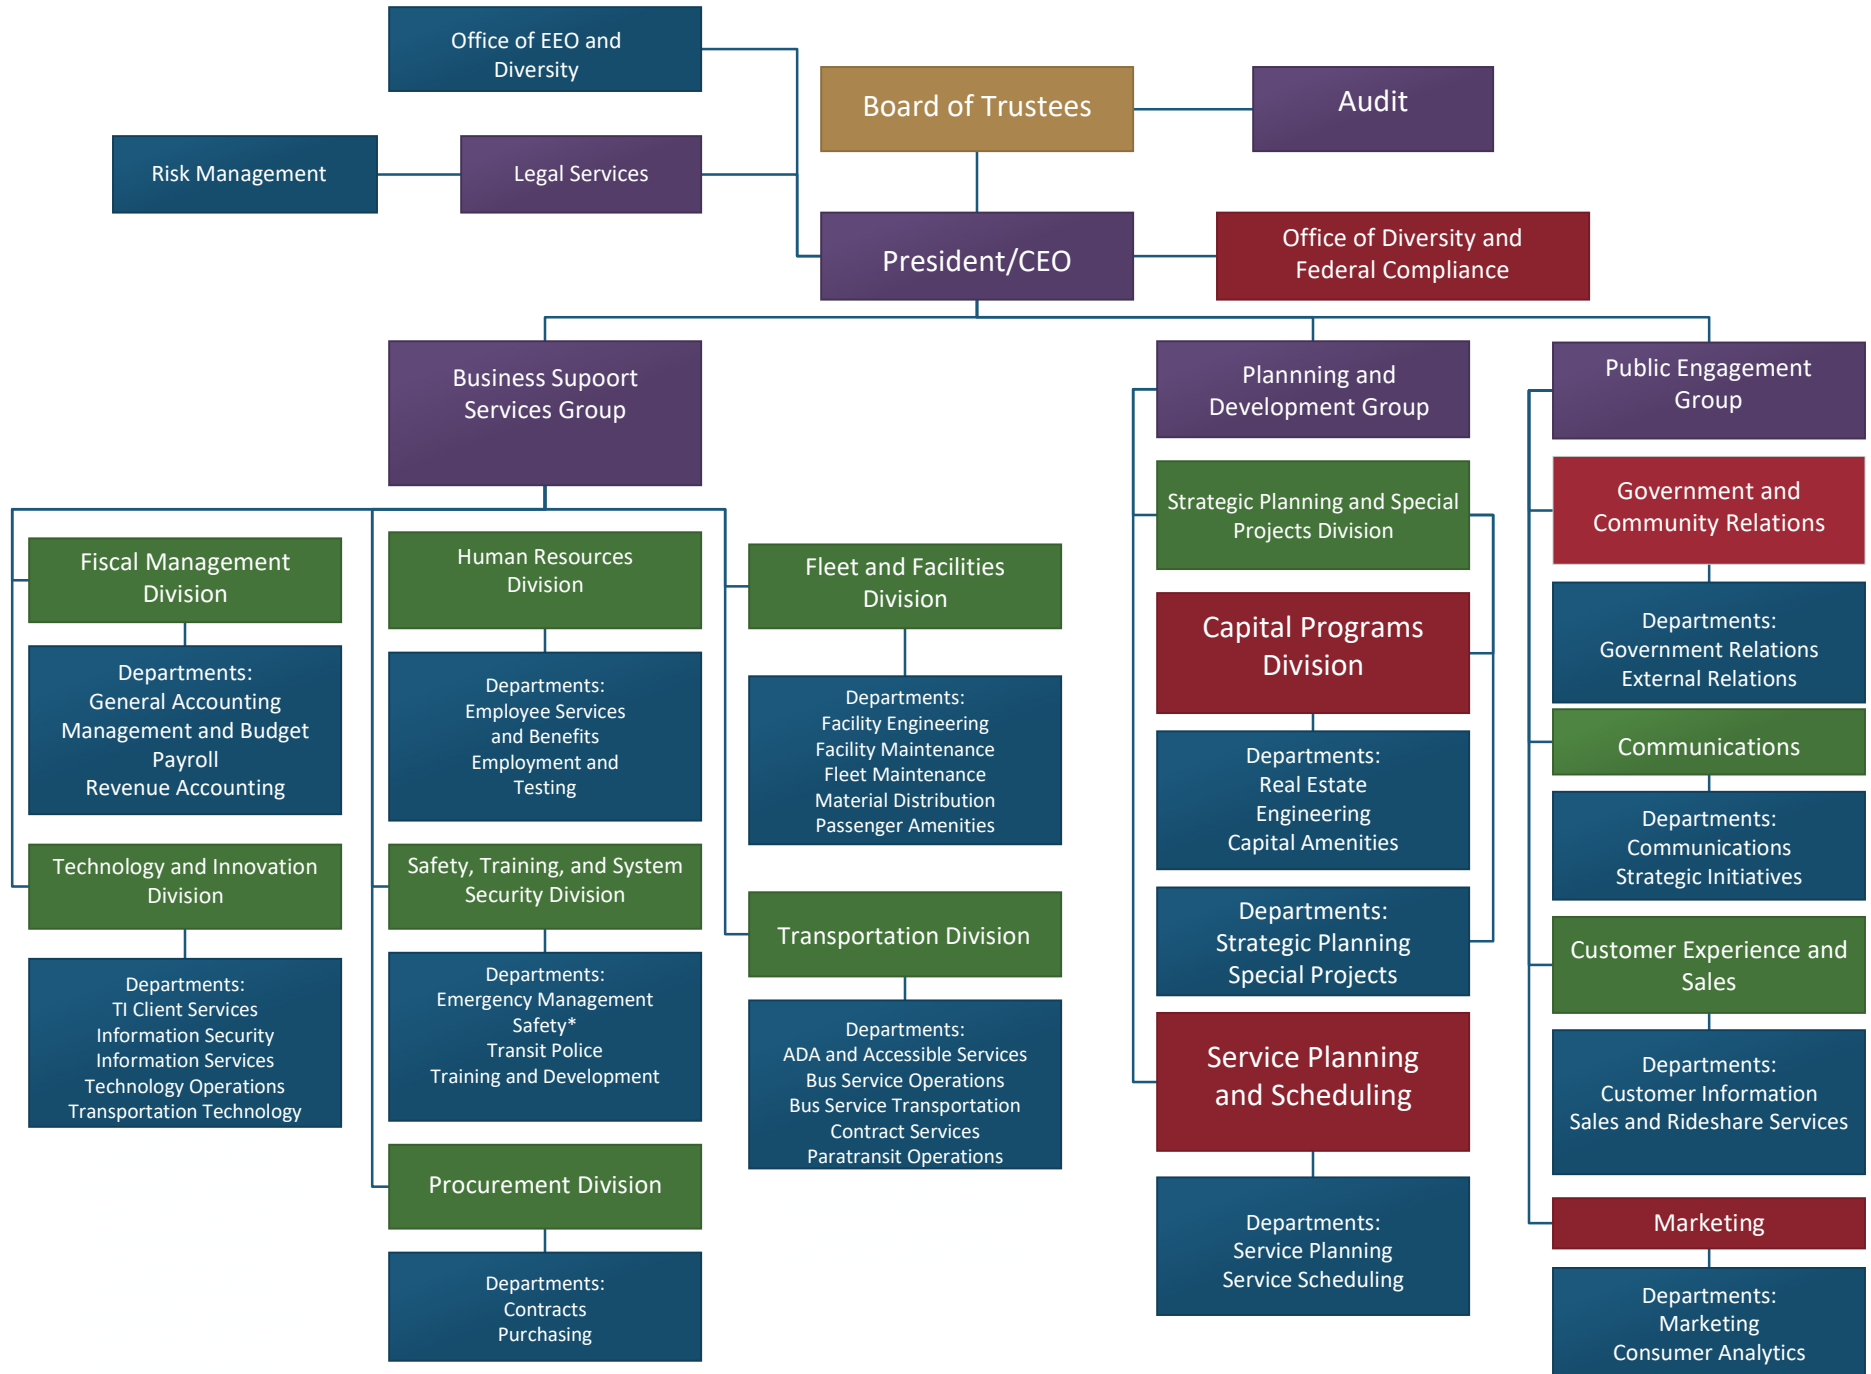 Office of EEO and
Diversity
Board of Trustees
Audit
Risk Management
Legal Services
President/CEO
Office of Diversity and
Federal Compliance
Business Supoort
Services Group
Plannning and
Development Group
Public Engagement
Group
Fiscal Management
Division
Departments:
General Accounting
Management and Budget
Payroll
Revenue Accounting
Technology and Innovation
Division
Departments:
TI Client Services
Information Security
Information Services
Technology Operations
Transportation Technology
Human Resources
Division
Departments:
Employee Services
and Benefits
Employment and
Testing
Safety, Training, and System
Security Division
Departments:
Emergency Management
Safety*
Transit Police
Training and Development
Procurement Division
Departments:
Contracts
Purchasing
Fleet and Facilities
Division
Departments:
Facility Engineering
Facility Maintenance
Fleet Maintenance
Material Distribution
Passenger Amenities
Transportation Division
Departments:
ADA and Accessible Services
Bus Service Operations
Bus Service Transportation
Contract Services
Paratransit Operations
Strategic Planning and Special
Projects Division
Capital Programs
Division
Departments:
Real Estate
Engineering
Capital Amenities
Departments:
Strategic Planning
Special Projects
Service Planning
and Scheduling
Departments:
Service Planning
Service Scheduling
Government and
Community Relations
Departments:
Government Relations
External Relations
Communications
Departments:
Communications
Strategic Initiatives
Customer Experience and
Sales
Departments:
Customer Information
Sales and Rideshare Services
Marketing
Departments:
Marketing
Consumer Analytics